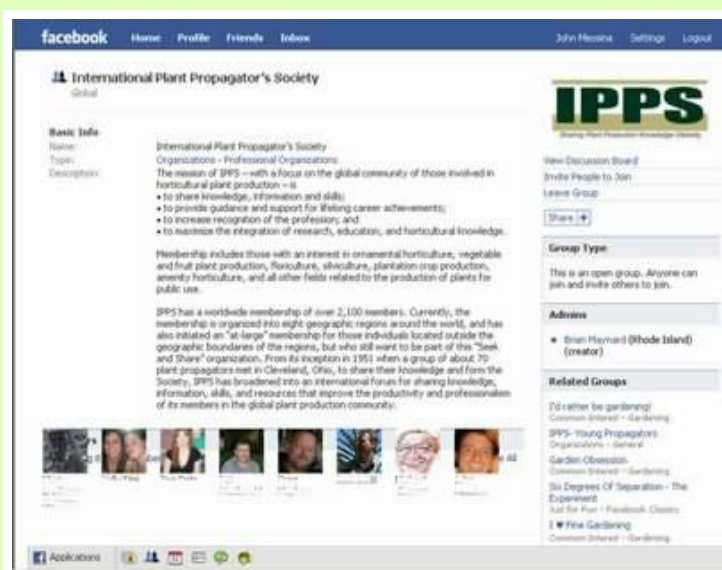 facebook Home Profile Friends Inbox John Messina Settings Logout
International Plant Propagator's Society
Global
Basic Info
Name: International Plant Propagator's Society
Type: Organizations - Professional Organizations
Description: The mission of IPPS – with a focus on the global community of those involved in
horticultural plant production – is
• to share knowledge, information and skills;
• to provide guidance and support for lifelong career achievements;
• to increase recognition of the profession; and
• to maximize the integration of research, education, and horticultural knowledge.
Membership includes those with an interest in ornamental horticulture, vegetable
and fruit plant production, floriculture, silviculture, plantation crop production,
amenity horticulture, and all other fields related to the production of plants for
public use.
IPPS has a worldwide membership of over 2,100 members. Currently, the
membership is organized into eight geographic regions around the world, and has
also initiated an "at-large" membership for those individuals located outside the
geographic boundaries of the regions, but who still want to be part of this "Seek
and Share" organization. From its inception in 1951 when a group of about 70
plant propagators met in Cleveland, Ohio, to share their knowledge and form the
Society, IPPS has broadened into an international forum for sharing knowledge,
information, skills, and resources that improve the productivity and professionalism
of its members in the global plant production community.
All
IPPS
Sharing Plant Production Knowledge Globally
View Discussion Board
Invite People to Join
Leave Group
Share +
Group Type
This is an open group. Anyone can
join and invite others to join.
Admins
Brian Maynard (Rhode Island)
(creator)
Related Groups
I'd rather be gardening!
Common Interest - Gardening
IPPS- Young Propagators
Organizations - General
Garden Obsession
Common Interest - Gardening
Six Degrees Of Separation - The
Experiment
Just for Fun - Facebook Classics
I ♥ Fine Gardening
Common Interest - Gardening
Applications